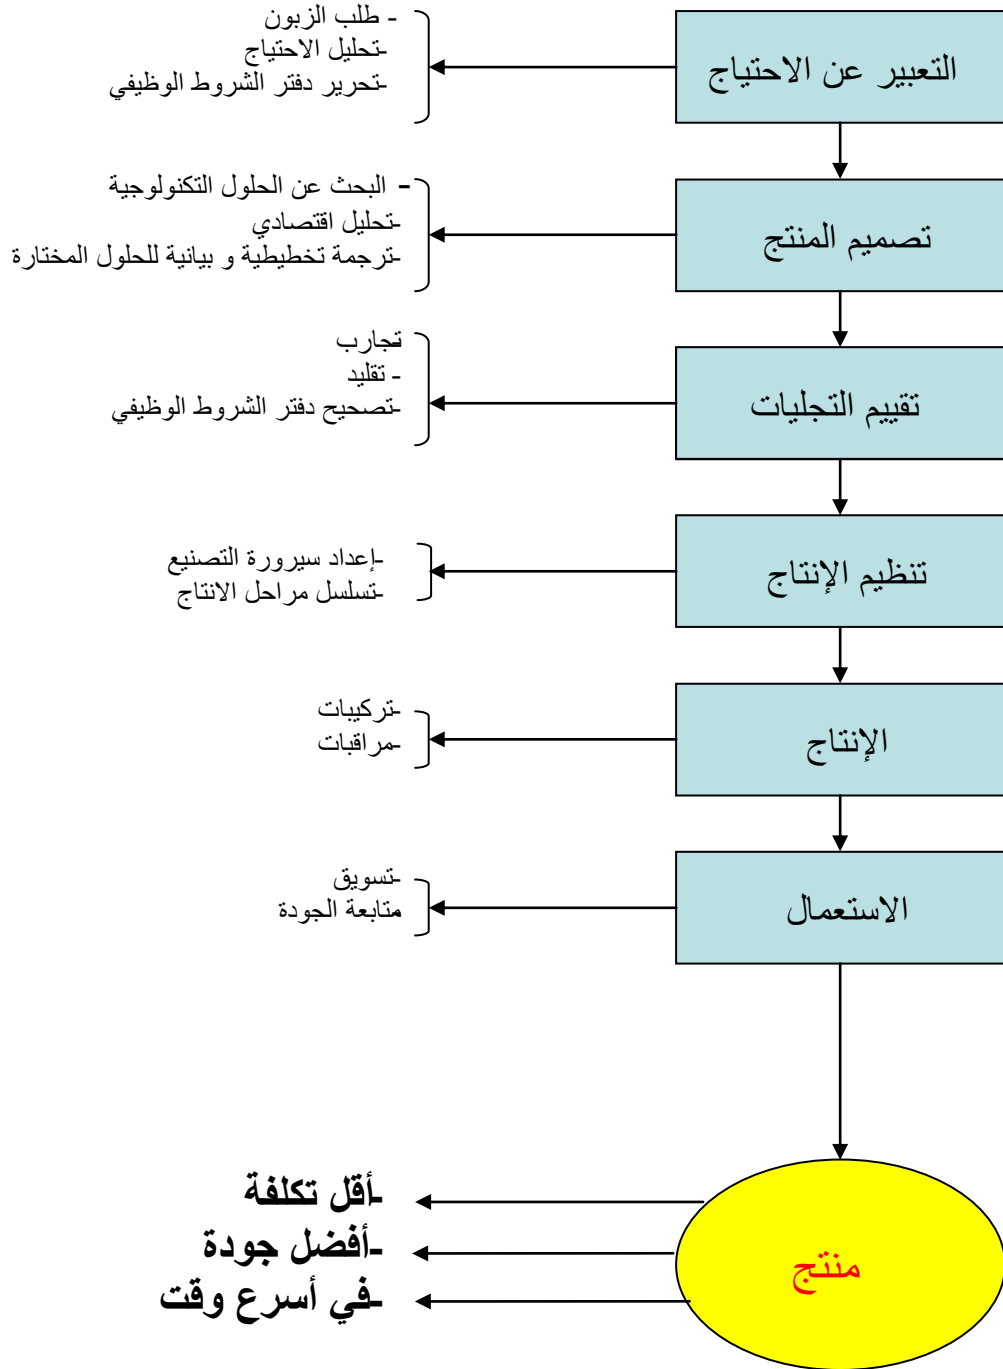 التعبير عن الاحتياج
- طلب الزبون
-تحليل الاحتياج
-تحرير دفتر الشروط الوظيفي
تصميم المنتج
- البحث عن الحلول التكنولوجية
-تحليل اقتصادي
-ترجمة تخطيطية و بيانية للحلول المختارة
تقييم التجليات
تجارب
- تقليد
-تصحيح دفتر الشروط الوظيفي
تنظيم الإنتاج
-إعداد سيرورة التصنيع
-تسلسل مراحل الانتاج
الإنتاج
-تركيبات
-مراقبات
الاستعمال
-تسويق
متابعة الجودة
منتج
-أقل تكلفة
-أفضل جودة
-في أسرع وقت